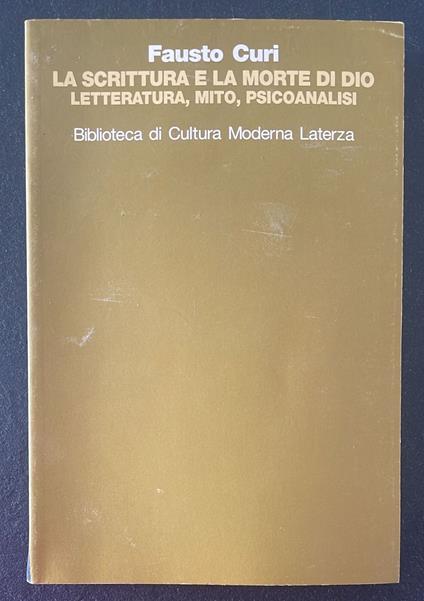 Fausto Curi
LA SCRITTURA E LA MORTE DI DIO
LETTERATURA, MITO, PSICOANALISI
Biblioteca di Cultura Moderna Laterza